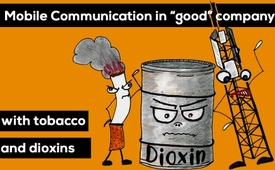 Mobile Communication in "good" company
with tobacco
and dioxins
Dioxin